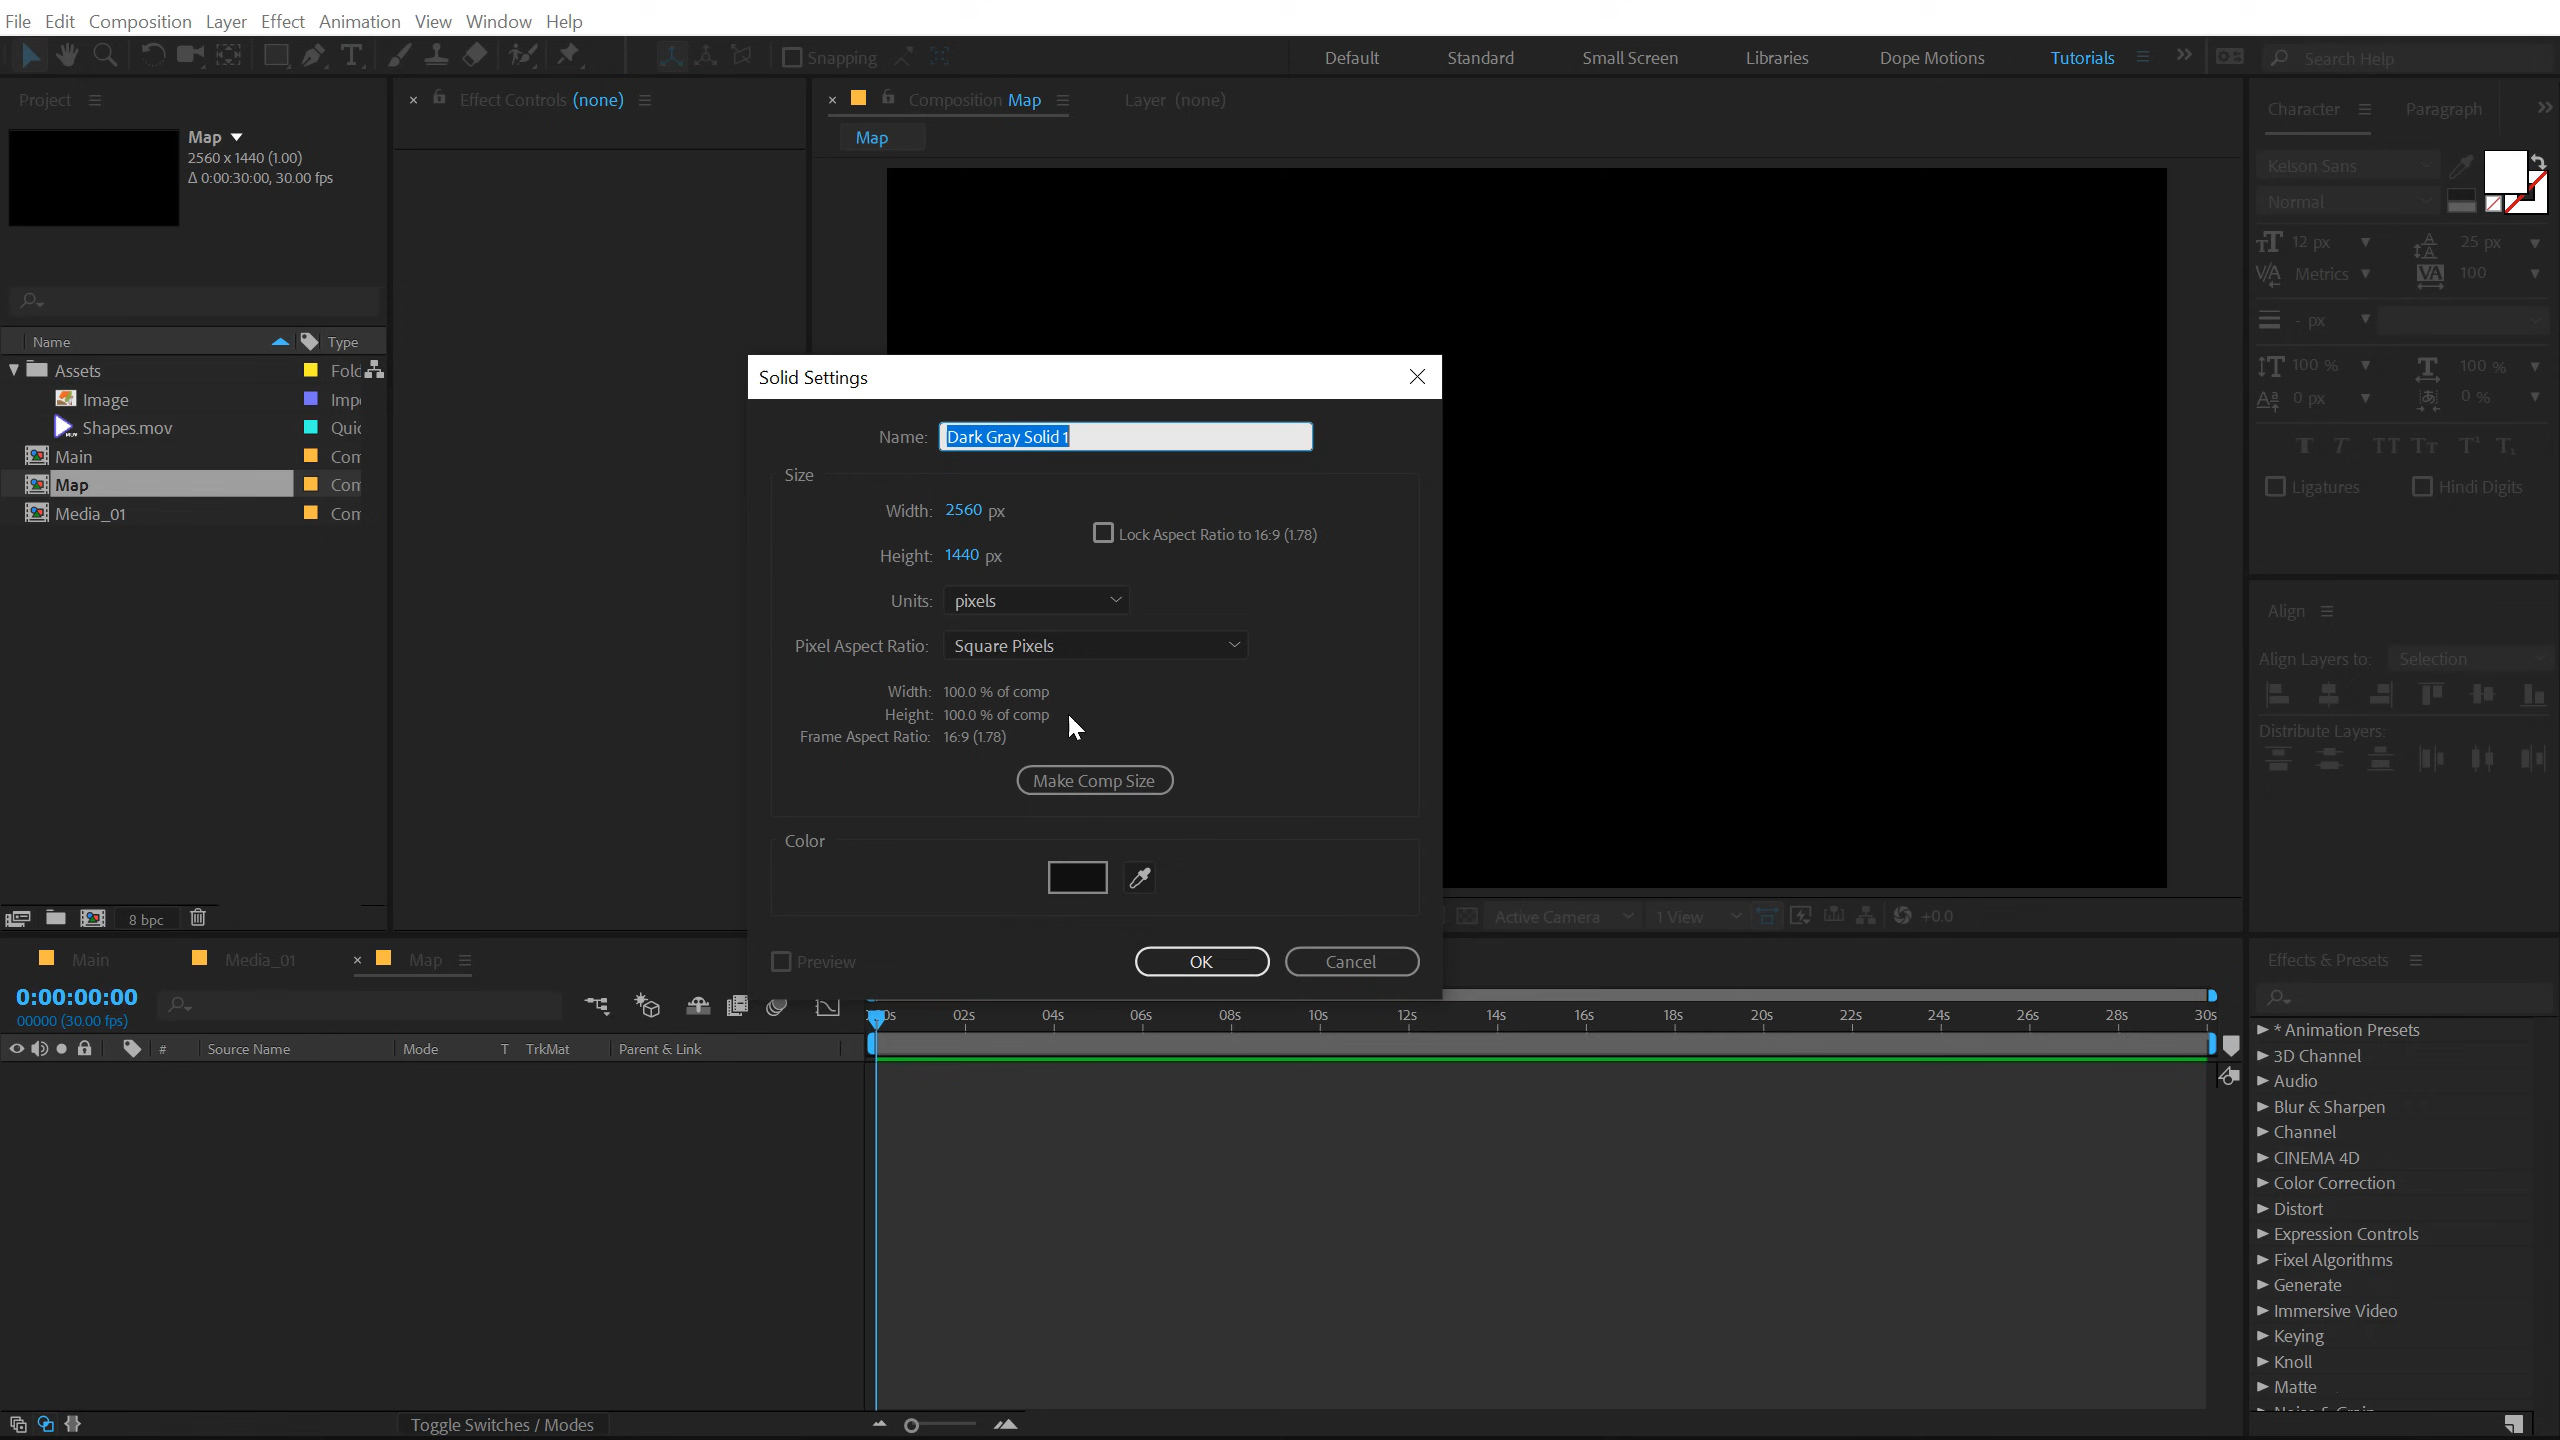 File Edit Composition Layer Effect Animation View Window Help
Snapping Default Standard Small Screen Libraries Dope Motions Tutorials Search Help
Project Effect Controls (none) Composition Map Layer (none) Character Paragraph
Map
2560 x 1440 (1.00)
Δ 0:00:30:00, 30.00 fps
Map
Kelson Sans
Normal
12 px 25 px
Metrics 100
- px
100 % 100 %
0 px 0 %
Ligatures Hindi Digits
Name Type
Assets Fold
Image Impo
Shapes.mov Quic
Main Com
Map Com
Media_01 Com
Solid Settings
Name: Dark Gray Solid 1
Size
Width: 2560 px
Lock Aspect Ratio to 16:9 (1.78)
Height: 1440 px
Units: pixels
Pixel Aspect Ratio: Square Pixels
Width: 100.0 % of comp
Height: 100.0 % of comp
Frame Aspect Ratio: 16:9 (1.78)
Make Comp Size
Color
Preview OK Cancel
Align
Align Layers to: Selection
Distribute Layers:
8 bpc Active Camera 1 View +0.0
Main Media_01 Map
0:00:00:00
00000 (30.00 fps)
02s 04s 06s 08s 10s 12s 14s 16s 18s 20s 22s 24s 26s 28s 30s
# Source Name Mode T TrkMat Parent & Link
Effects & Presets
* Animation Presets
3D Channel
Audio
Blur & Sharpen
Channel
CINEMA 4D
Color Correction
Distort
Expression Controls
Fixel Algorithms
Generate
Immersive Video
Keying
Knoll
Matte
Toggle Switches / Modes